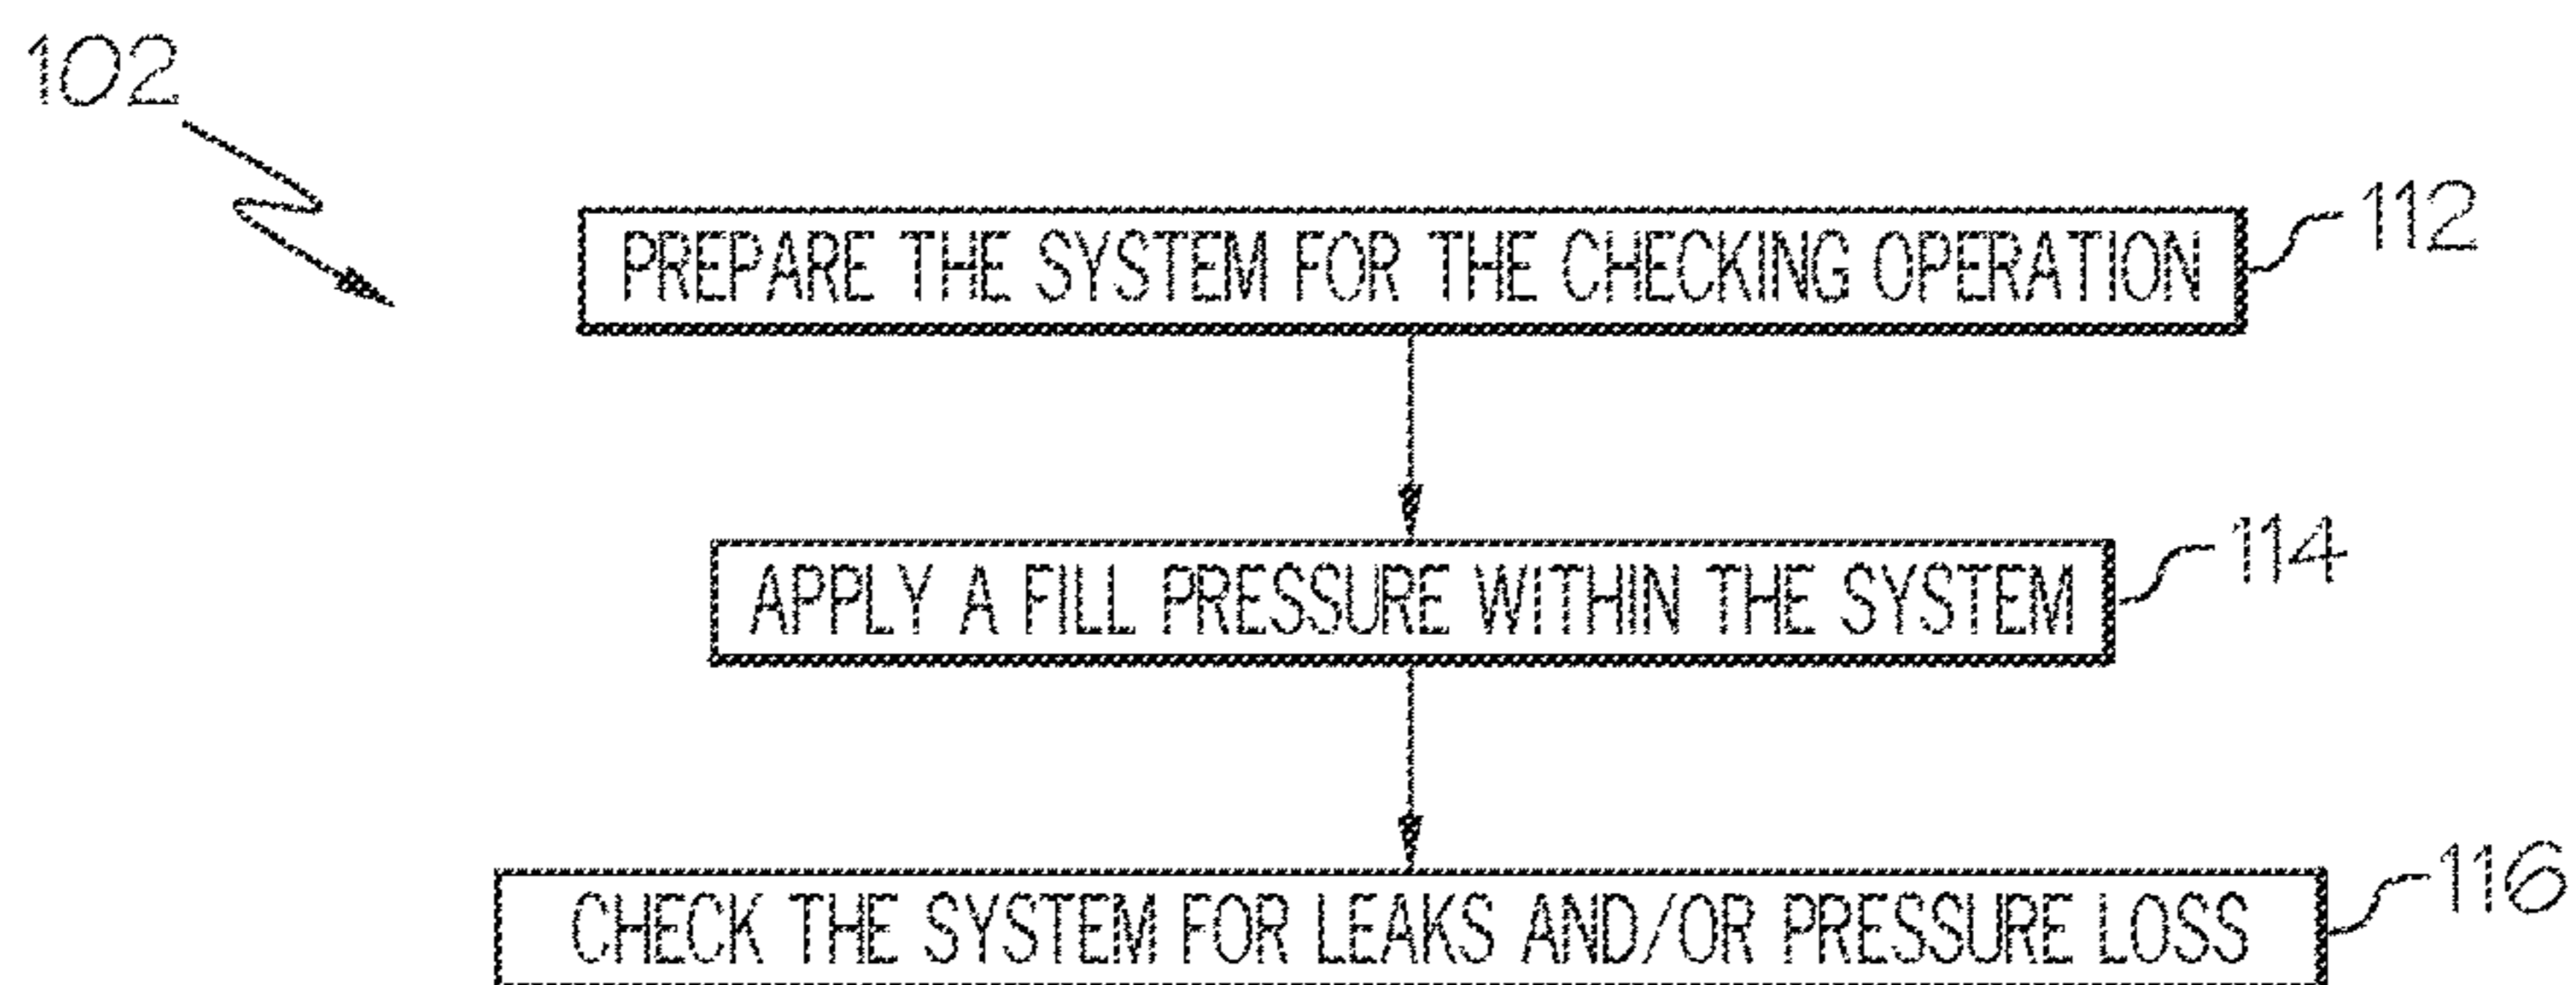 102
PREPARE THE SYSTEM FOR THE CHECKING OPERATION
112
APPLY A FILL PRESSURE WITHIN THE SYSTEM
114
CHECK THE SYSTEM FOR LEAKS AND/OR PRESSURE LOSS
116